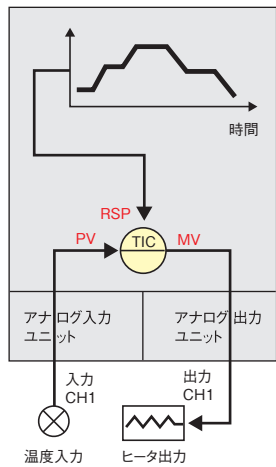 時間
RSP
PV
TIC
MV
アナログ入力
ユニット
アナログ出力
ユニット
入力
CH1
出力
CH1
温度入力
ヒータ出力